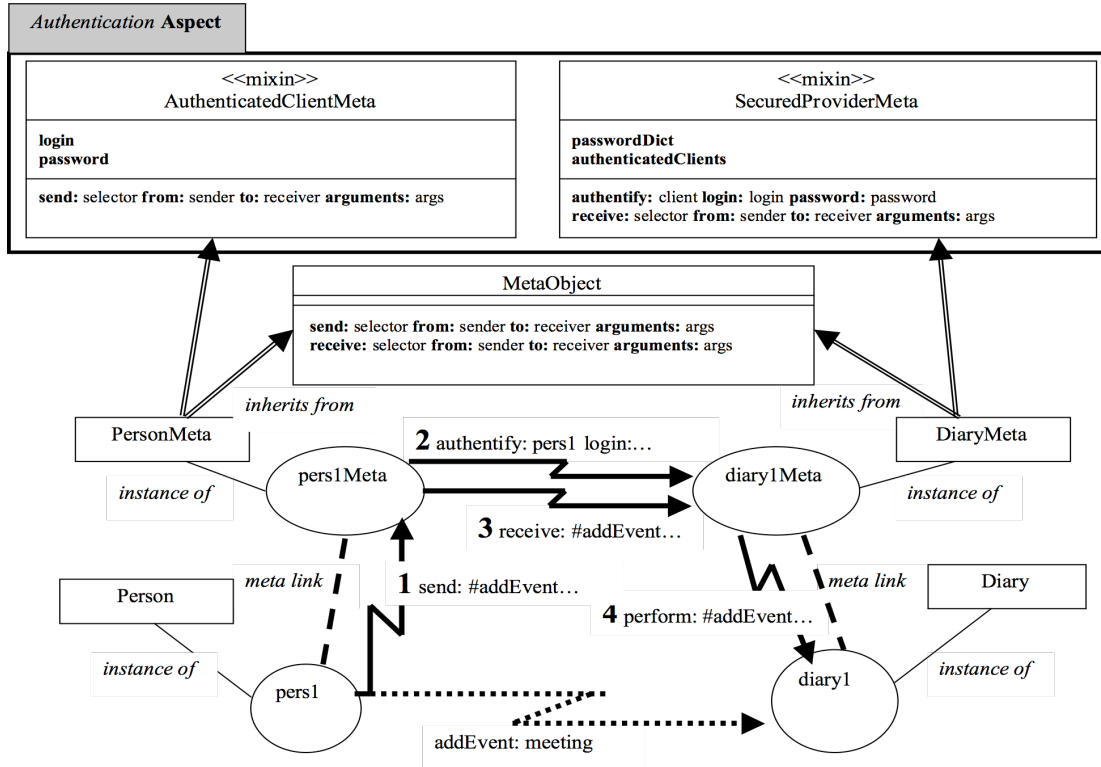 Authentication Aspect
<<mixin>>
AuthenticatedClientMeta
login
password
send: selector from: sender to: receiver arguments: args
<<mixin>>
SecuredProviderMeta
passwordDict
authenticatedClients
authentify: client login: login password: password
receive: selector from: sender to: receiver arguments: args
MetaObject
send: selector from: sender to: receiver arguments: args
receive: selector from: sender to: receiver arguments: args
inherits from
inherits from
PersonMeta
DiaryMeta
2 authentify: pers1 login:…
pers1Meta
diary1Meta
instance of
instance of
3 receive: #addEvent…
meta link
1 send: #addEvent…
meta link
Person
Diary
4 perform: #addEvent…
instance of
instance of
pers1
diary1
addEvent: meeting